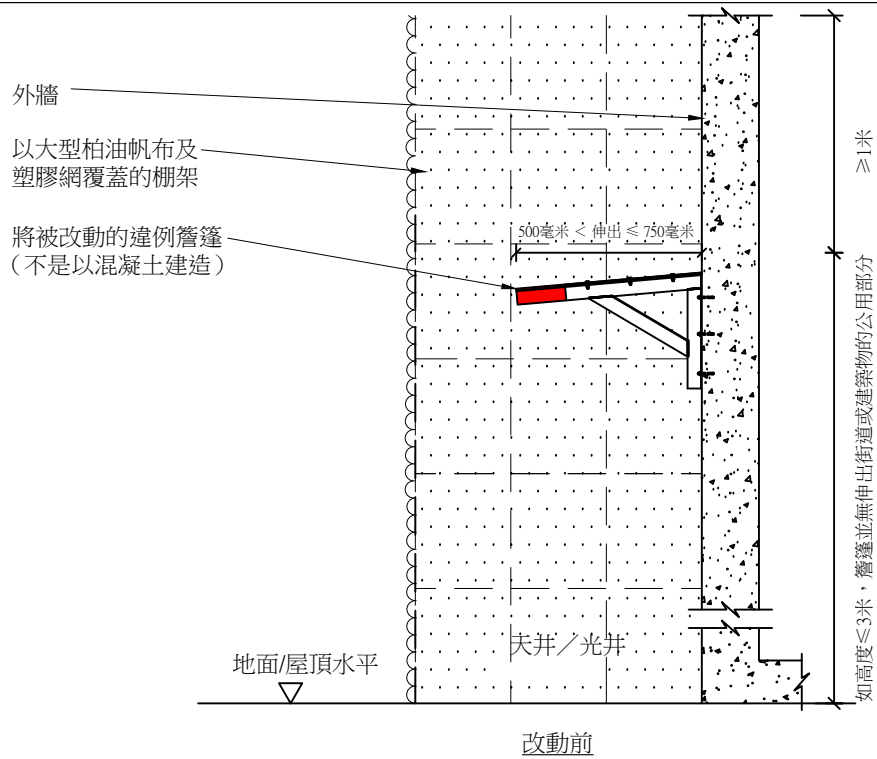 外牆
以大型柏油帆布及
塑膠網覆蓋的棚架
將被改動的違例簷篷
（不是以混凝土建造）
500毫米 < 伸出 ≤ 750毫米
≥1米
如高度≤3米，簷篷並無伸出街道或建築物的公用部分
天井／光井
地面/屋頂水平
改動前